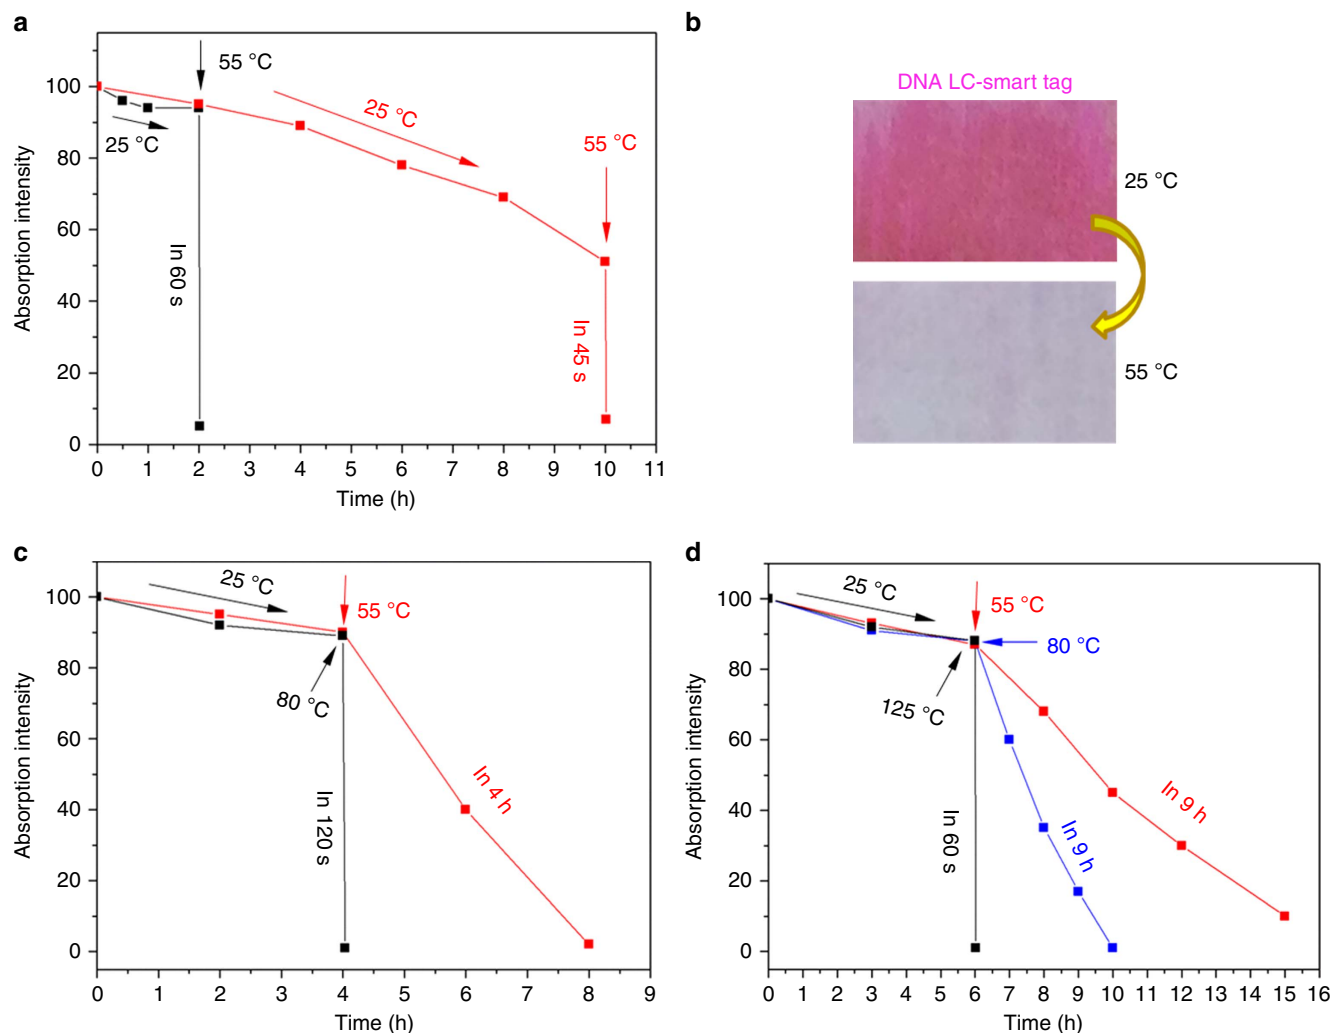 a
55 °C
25 °C
25 °C
55 °C
In 60 s
In 45 s
Absorption intensity
100
80
60
40
20
0
0 1 2 3 4 5 6 7 8 9 10 11
Time (h)
b
DNA LC-smart tag
25 °C
55 °C
c
25 °C
55 °C
80 °C
In 120 s
In 4 h
Absorption intensity
100
80
60
40
20
0
0 1 2 3 4 5 6 7 8 9
Time (h)
d
25 °C
55 °C
80 °C
125 °C
In 60 s
In 9 h
In 9 h
Absorption intensity
100
80
60
40
20
0
0 1 2 3 4 5 6 7 8 9 10 11 12 13 14 15 16
Time (h)